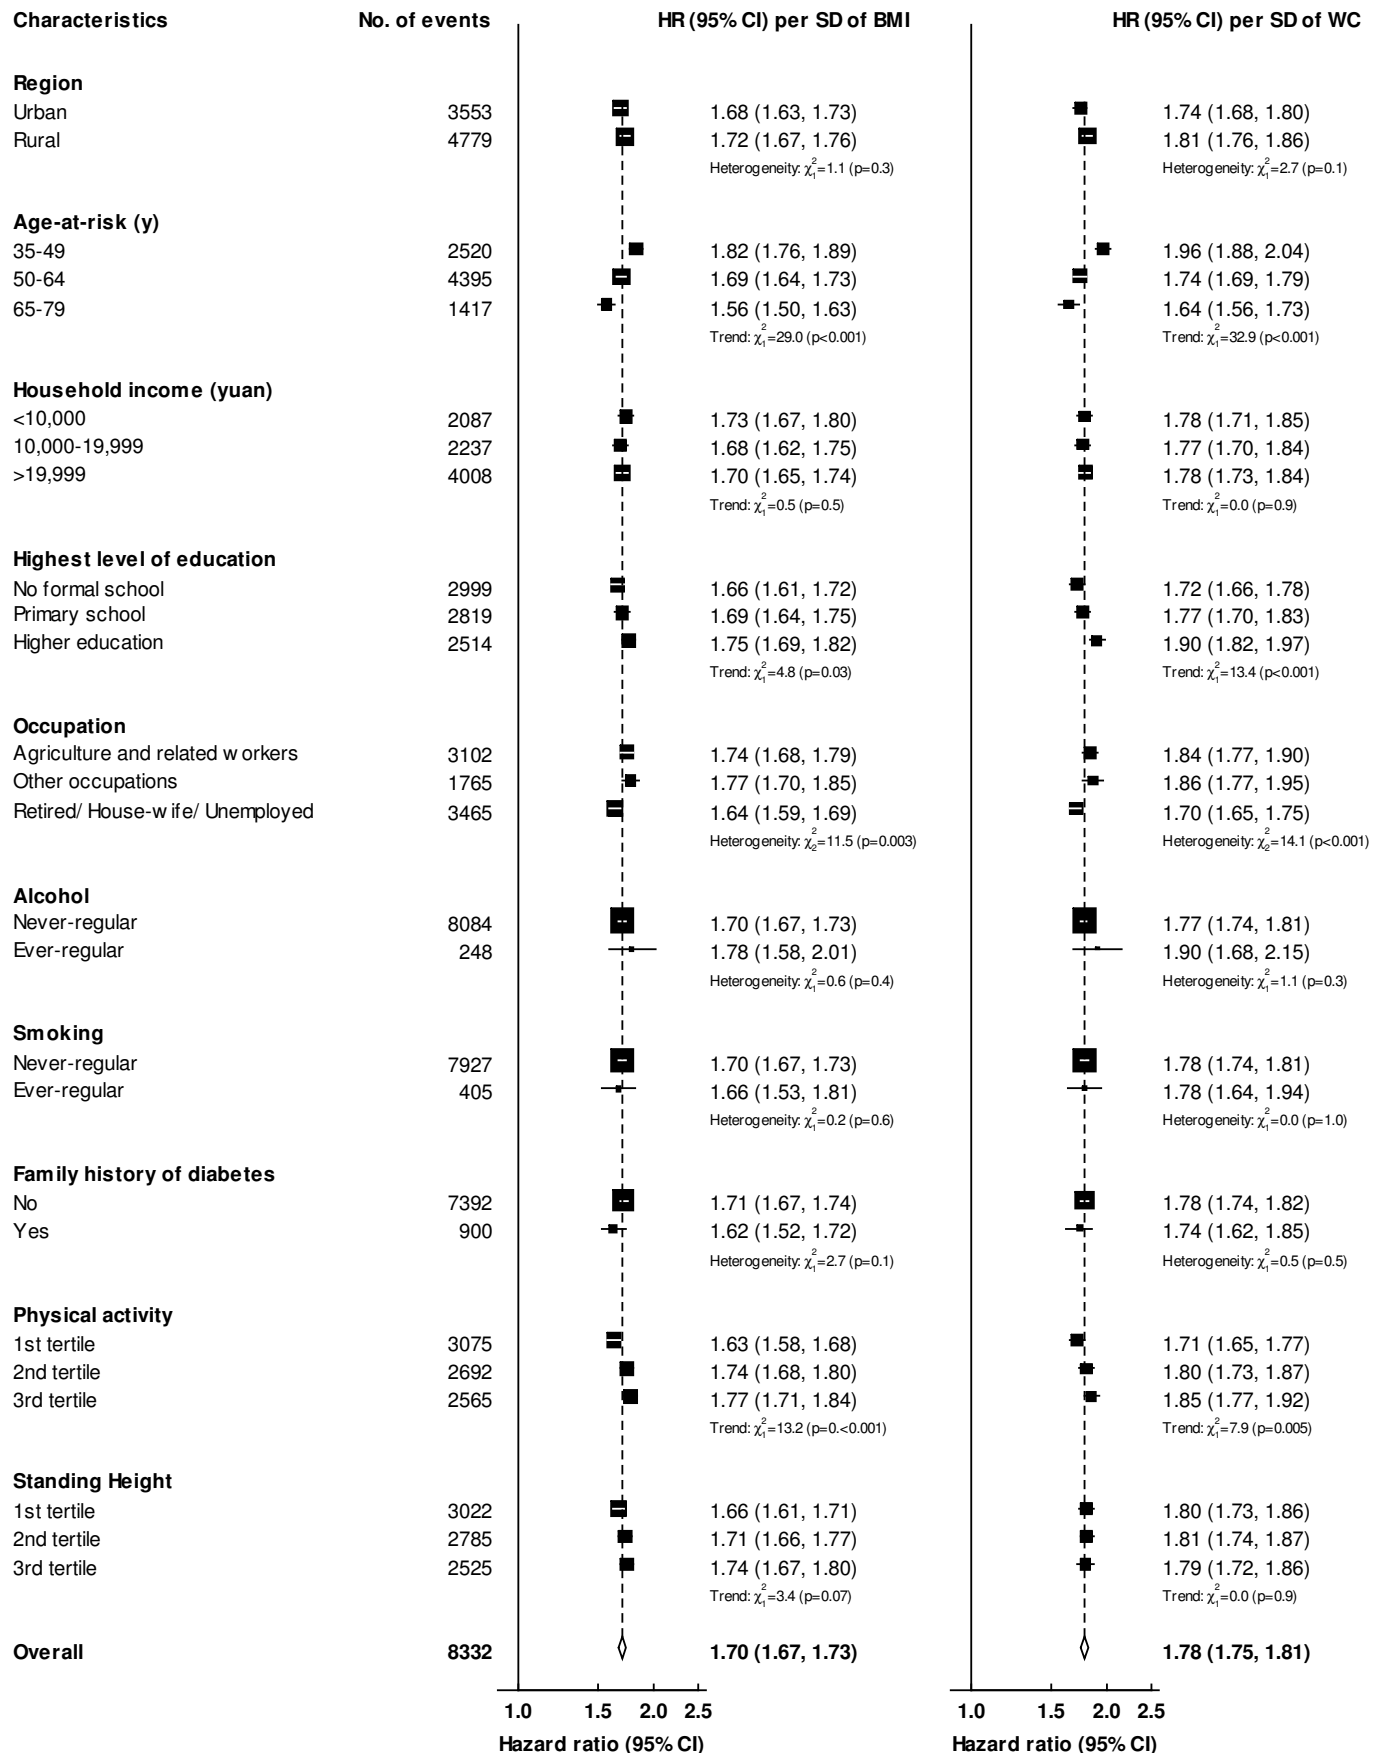 Characteristics No. of events HR (95% CI) per SD of BMI HR (95% CI) per SD of WC
Region
Urban 3553 1.68 (1.63, 1.73) 1.74 (1.68, 1.80)
Rural 4779 1.72 (1.67, 1.76) 1.81 (1.76, 1.86)
Heterogeneity: χ²₁=1.1 (p=0.3) Heterogeneity: χ²₁=2.7 (p=0.1)
Age-at-risk (y)
35-49 2520 1.82 (1.76, 1.89) 1.96 (1.88, 2.04)
50-64 4395 1.69 (1.64, 1.73) 1.74 (1.69, 1.79)
65-79 1417 1.56 (1.50, 1.63) 1.64 (1.56, 1.73)
Trend: χ²₁=29.0 (p<0.001) Trend: χ²₁=32.9 (p<0.001)
Household income (yuan)
<10,000 2087 1.73 (1.67, 1.80) 1.78 (1.71, 1.85)
10,000-19,999 2237 1.68 (1.62, 1.75) 1.77 (1.70, 1.84)
>19,999 4008 1.70 (1.65, 1.74) 1.78 (1.73, 1.84)
Trend: χ²₁=0.5 (p=0.5) Trend: χ²₁=0.0 (p=0.9)
Highest level of education
No formal school 2999 1.66 (1.61, 1.72) 1.72 (1.66, 1.78)
Primary school 2819 1.69 (1.64, 1.75) 1.77 (1.70, 1.83)
Higher education 2514 1.75 (1.69, 1.82) 1.90 (1.82, 1.97)
Trend: χ²₁=4.8 (p=0.03) Trend: χ²₁=13.4 (p<0.001)
Occupation
Agriculture and related workers 3102 1.74 (1.68, 1.79) 1.84 (1.77, 1.90)
Other occupations 1765 1.77 (1.70, 1.85) 1.86 (1.77, 1.95)
Retired/ House-wife/ Unemployed 3465 1.64 (1.59, 1.69) 1.70 (1.65, 1.75)
Heterogeneity: χ²₂=11.5 (p=0.003) Heterogeneity: χ²₂=14.1 (p<0.001)
Alcohol
Never-regular 8084 1.70 (1.67, 1.73) 1.77 (1.74, 1.81)
Ever-regular 248 1.78 (1.58, 2.01) 1.90 (1.68, 2.15)
Heterogeneity: χ²₁=0.6 (p=0.4) Heterogeneity: χ²₁=1.1 (p=0.3)
Smoking
Never-regular 7927 1.70 (1.67, 1.73) 1.78 (1.74, 1.81)
Ever-regular 405 1.66 (1.53, 1.81) 1.78 (1.64, 1.94)
Heterogeneity: χ²₁=0.2 (p=0.6) Heterogeneity: χ²₁=0.0 (p=1.0)
Family history of diabetes
No 7392 1.71 (1.67, 1.74) 1.78 (1.74, 1.82)
Yes 900 1.62 (1.52, 1.72) 1.74 (1.62, 1.85)
Heterogeneity: χ²₁=2.7 (p=0.1) Heterogeneity: χ²₁=0.5 (p=0.5)
Physical activity
1st tertile 3075 1.63 (1.58, 1.68) 1.71 (1.65, 1.77)
2nd tertile 2692 1.74 (1.68, 1.80) 1.80 (1.73, 1.87)
3rd tertile 2565 1.77 (1.71, 1.84) 1.85 (1.77, 1.92)
Trend: χ²₁=13.2 (p=0.<0.001) Trend: χ²₁=7.9 (p=0.005)
Standing Height
1st tertile 3022 1.66 (1.61, 1.71) 1.80 (1.73, 1.86)
2nd tertile 2785 1.71 (1.66, 1.77) 1.81 (1.74, 1.87)
3rd tertile 2525 1.74 (1.67, 1.80) 1.79 (1.72, 1.86)
Trend: χ²₁=3.4 (p=0.07) Trend: χ²₁=0.0 (p=0.9)
Overall 8332 1.70 (1.67, 1.73) 1.78 (1.75, 1.81)
1.0 1.5 2.0 2.5 1.0 1.5 2.0 2.5
Hazard ratio (95% CI) Hazard ratio (95% CI)